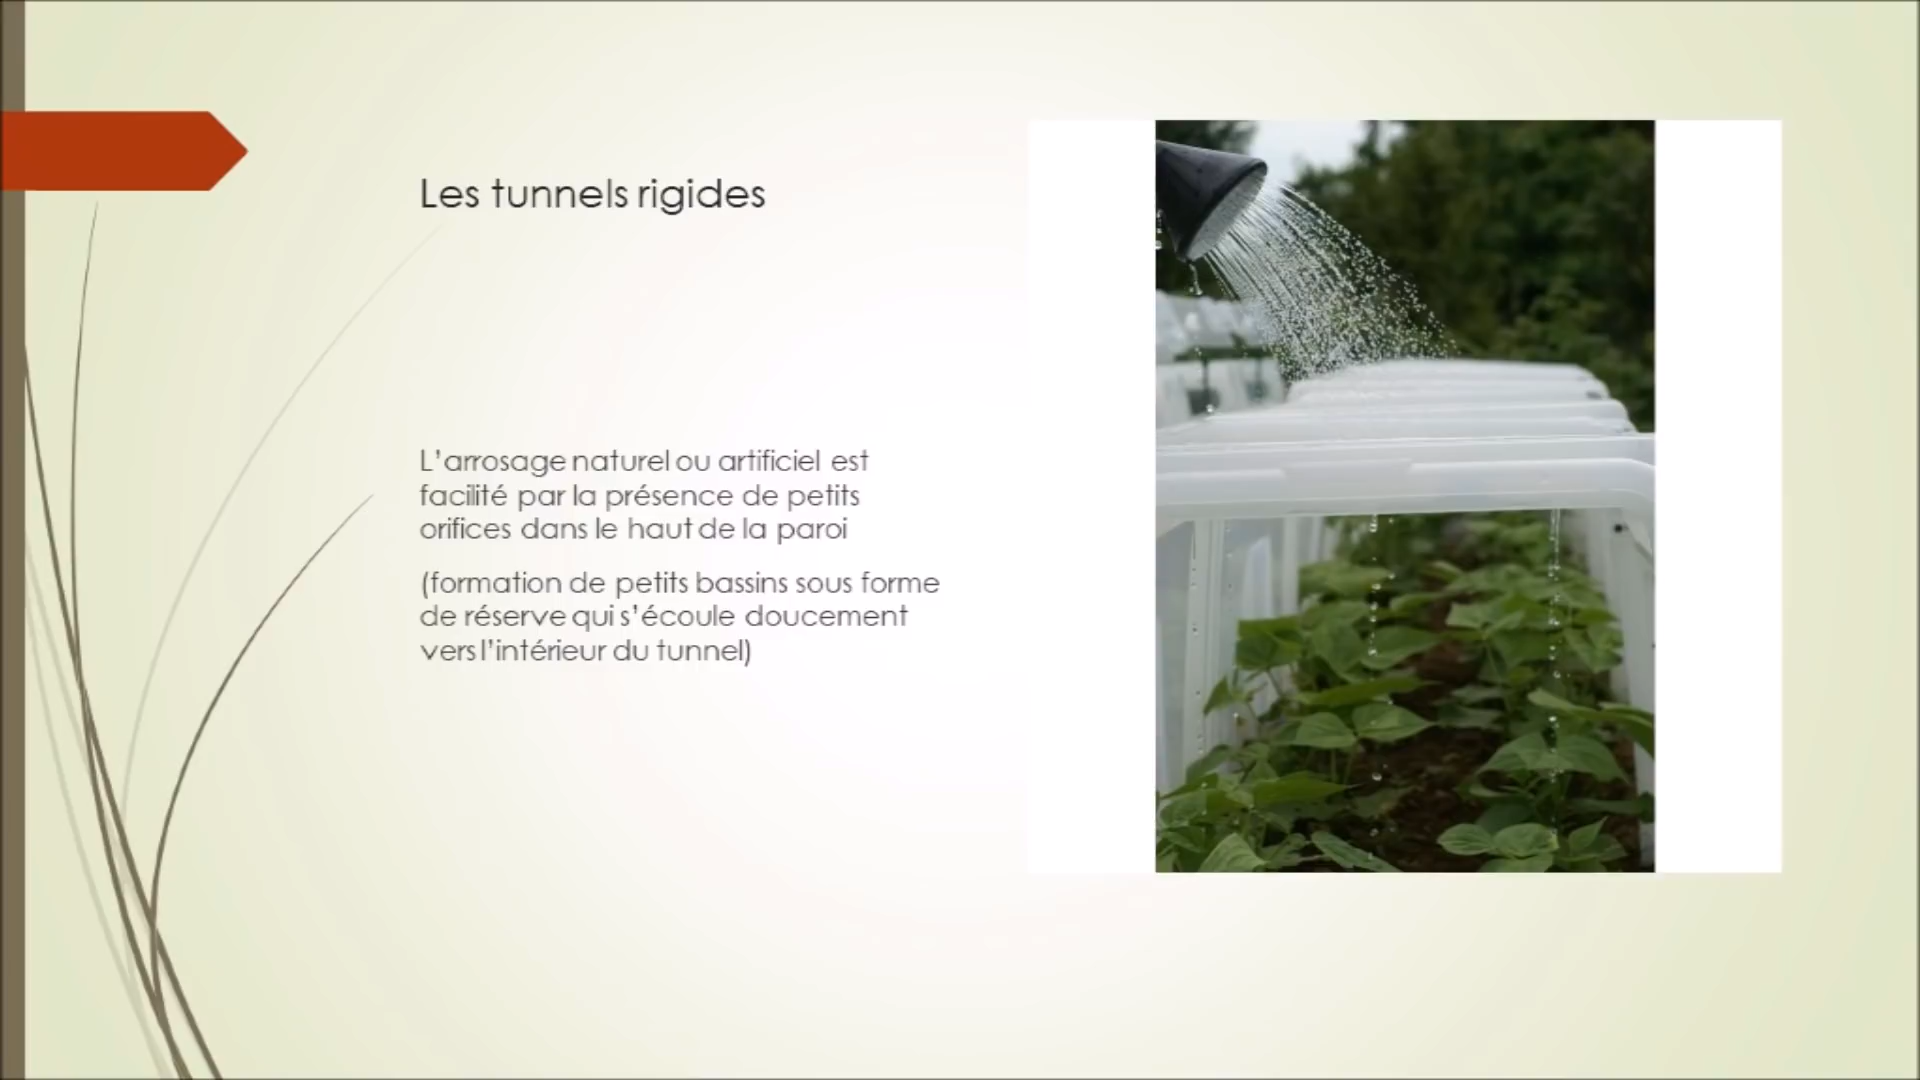 Les tunnels rigides
L'arrosage naturel ou artificiel est
facilité par la présence de petits
orifices dans le haut de la paroi
(formation de petits bassins sous forme
de réserve qui s'écoule doucement
vers l'intérieur du tunnel)